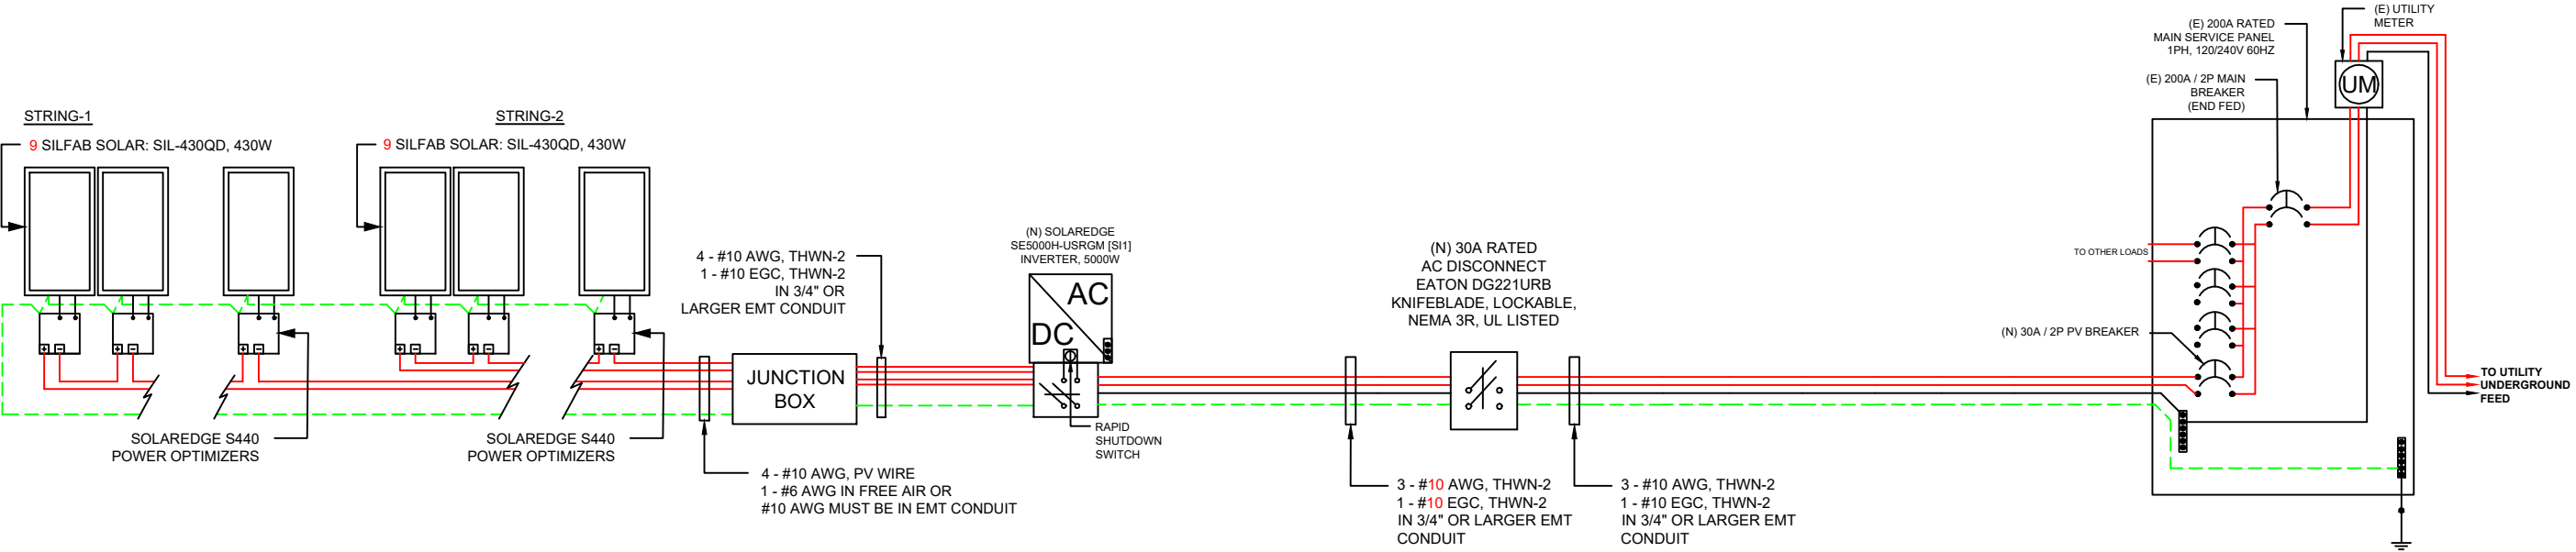 STRING-1
9 SILFAB SOLAR: SIL-430QD, 430W
STRING-2
9 SILFAB SOLAR: SIL-430QD, 430W
SOLAREDGE S440
POWER OPTIMIZERS
SOLAREDGE S440
POWER OPTIMIZERS
4 - #10 AWG, THWN-2
1 - #10 EGC, THWN-2
IN 3/4" OR
LARGER EMT CONDUIT
JUNCTION
BOX
4 - #10 AWG, PV WIRE
1 - #6 AWG IN FREE AIR OR
#10 AWG MUST BE IN EMT CONDUIT
(N) SOLAREDGE
SE5000H-USRGM [SI1]
INVERTER, 5000W
AC
DC
RAPID
SHUTDOWN
SWITCH
(N) 30A RATED
AC DISCONNECT
EATON DG221URB
KNIFEBLADE, LOCKABLE,
NEMA 3R, UL LISTED
3 - #10 AWG, THWN-2
1 - #10 EGC, THWN-2
IN 3/4" OR LARGER EMT
CONDUIT
3 - #10 AWG, THWN-2
1 - #10 EGC, THWN-2
IN 3/4" OR LARGER EMT
CONDUIT
(E) UTILITY
METER
(E) 200A RATED
MAIN SERVICE PANEL
1PH, 120/240V 60HZ
(E) 200A / 2P MAIN
BREAKER
(END FED)
UM
TO OTHER LOADS
(N) 30A / 2P PV BREAKER
TO UTILITY
UNDERGROUND
FEED